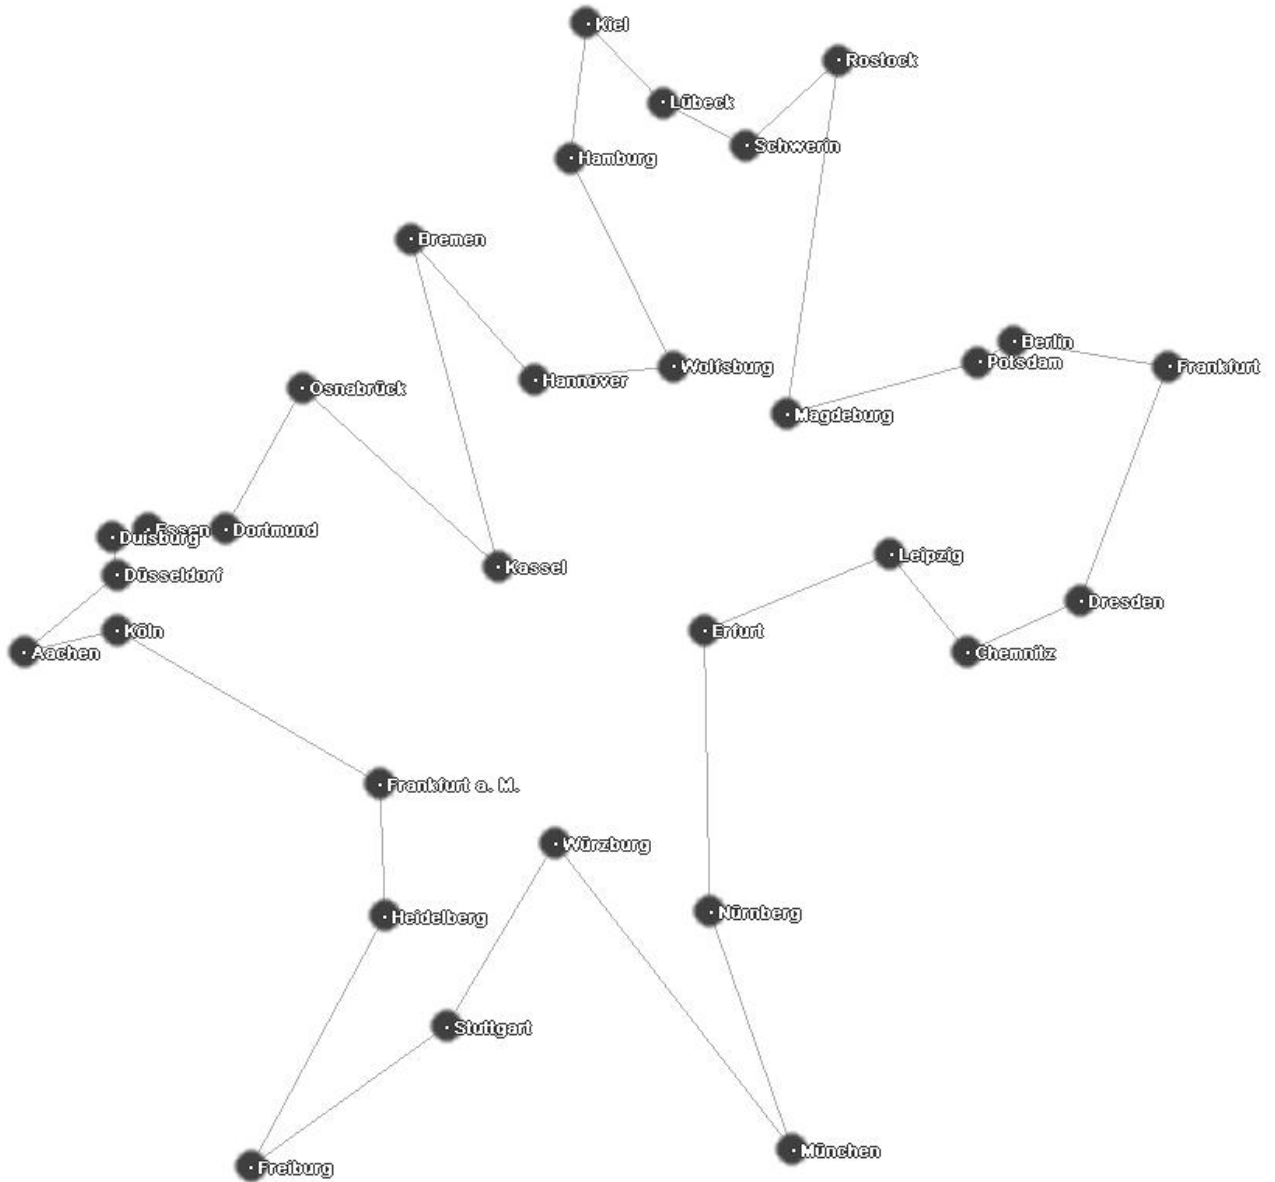 Kiel
Rostock
Lübeck
Schwerin
Hamburg
Bremen
Berlin
Potsdam
Frankfurt
Wolfsburg
Hannover
Osnabrück
Magdeburg
Essen
Dortmund
Duisburg
Leipzig
Kassel
Düsseldorf
Dresden
Köln
Erfurt
Aachen
Chemnitz
Frankfurt a. M.
Würzburg
Nürnberg
Heidelberg
Stuttgart
München
Freiburg